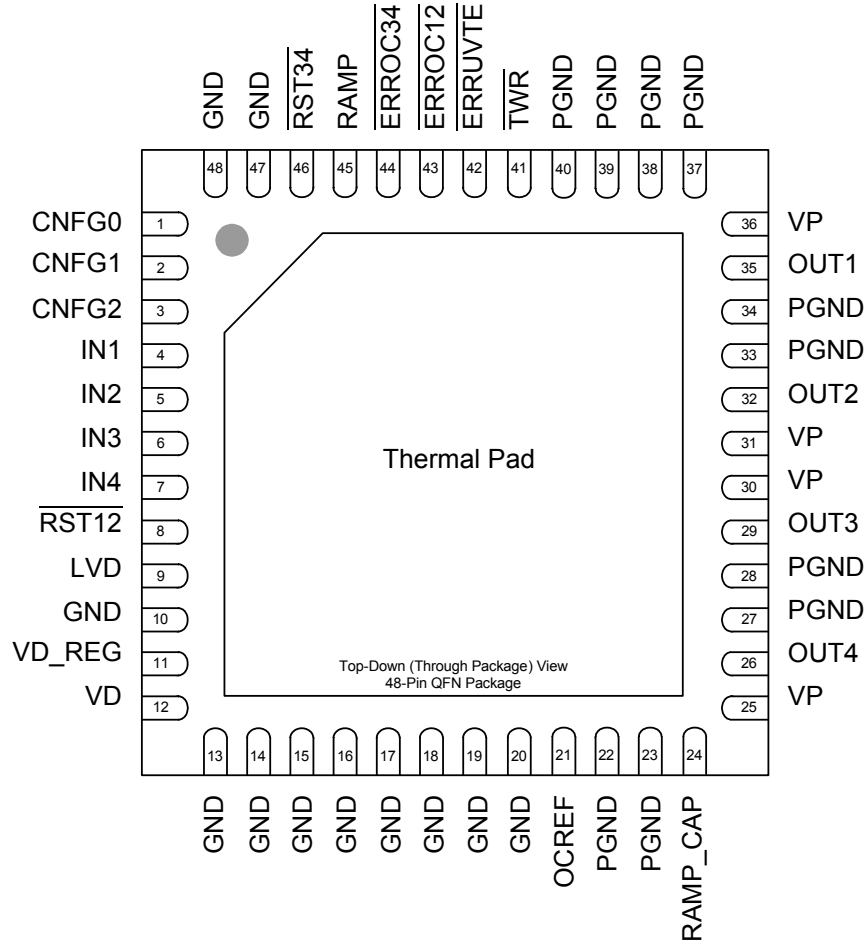 GND
GND
RST34
RAMP
ERROC34
ERROC12
ERRUVTE
TWR
PGND
PGND
PGND
PGND
48 47 46 45 44 43 42 41 40 39 38 37
CNFG0 1
CNFG1 2
CNFG2 3
IN1 4
IN2 5
IN3 6
IN4 7
RST12 8
LVD 9
GND 10
VD_REG 11
VD 12
Thermal Pad
Top-Down (Through Package) View
48-Pin QFN Package
36 VP
35 OUT1
34 PGND
33 PGND
32 OUT2
31 VP
30 VP
29 OUT3
28 PGND
27 PGND
26 OUT4
25 VP
13 14 15 16 17 18 19 20 21 22 23 24
GND
GND
GND
GND
GND
GND
GND
GND
OCREF
PGND
PGND
RAMP_CAP